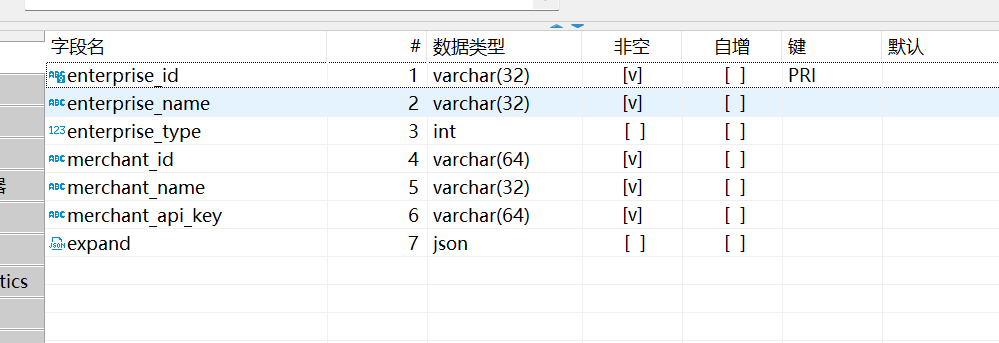 字段名 # 数据类型 非空 自增 键 默认
enterprise_id 1 varchar(32) [v] [ ] PRI
enterprise_name 2 varchar(32) [v] [ ]
enterprise_type 3 int [ ] [ ]
merchant_id 4 varchar(64) [v] [ ]
merchant_name 5 varchar(32) [v] [ ]
器
merchant_api_key 6 varchar(64) [v] [ ]
expand 7 json [ ] [ ]
tics